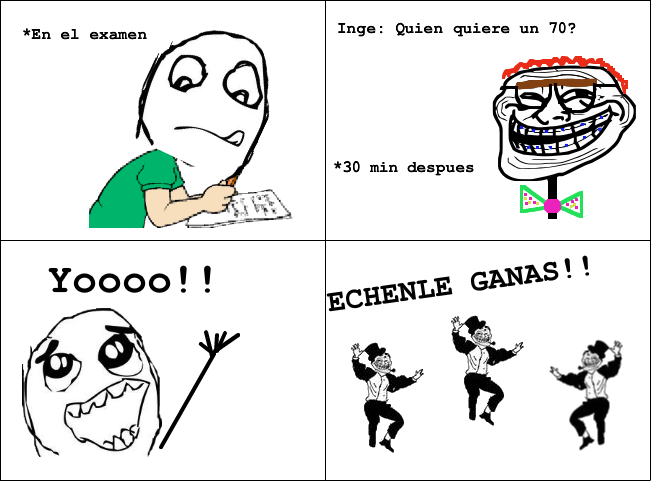 *En el examen
Inge: Quien quiere un 70?
*30 min despues
Yoooo!!
ECHENLE GANAS!!